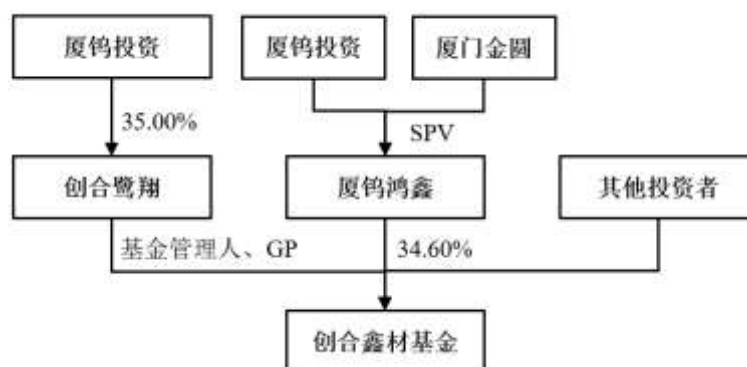 厦钨投资
厦钨投资
厦门金圆
35.00%
SPV
创合鹭翔
厦钨鸿鑫
其他投资者
基金管理人、GP
34.60%
创合鑫材基金